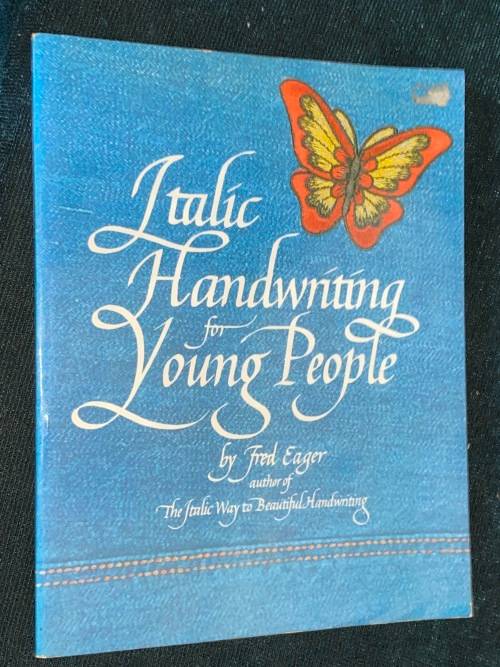 Italic
Handwriting
for
Young People
by Fred Eager
author of
The Italic Way to Beautiful Handwriting